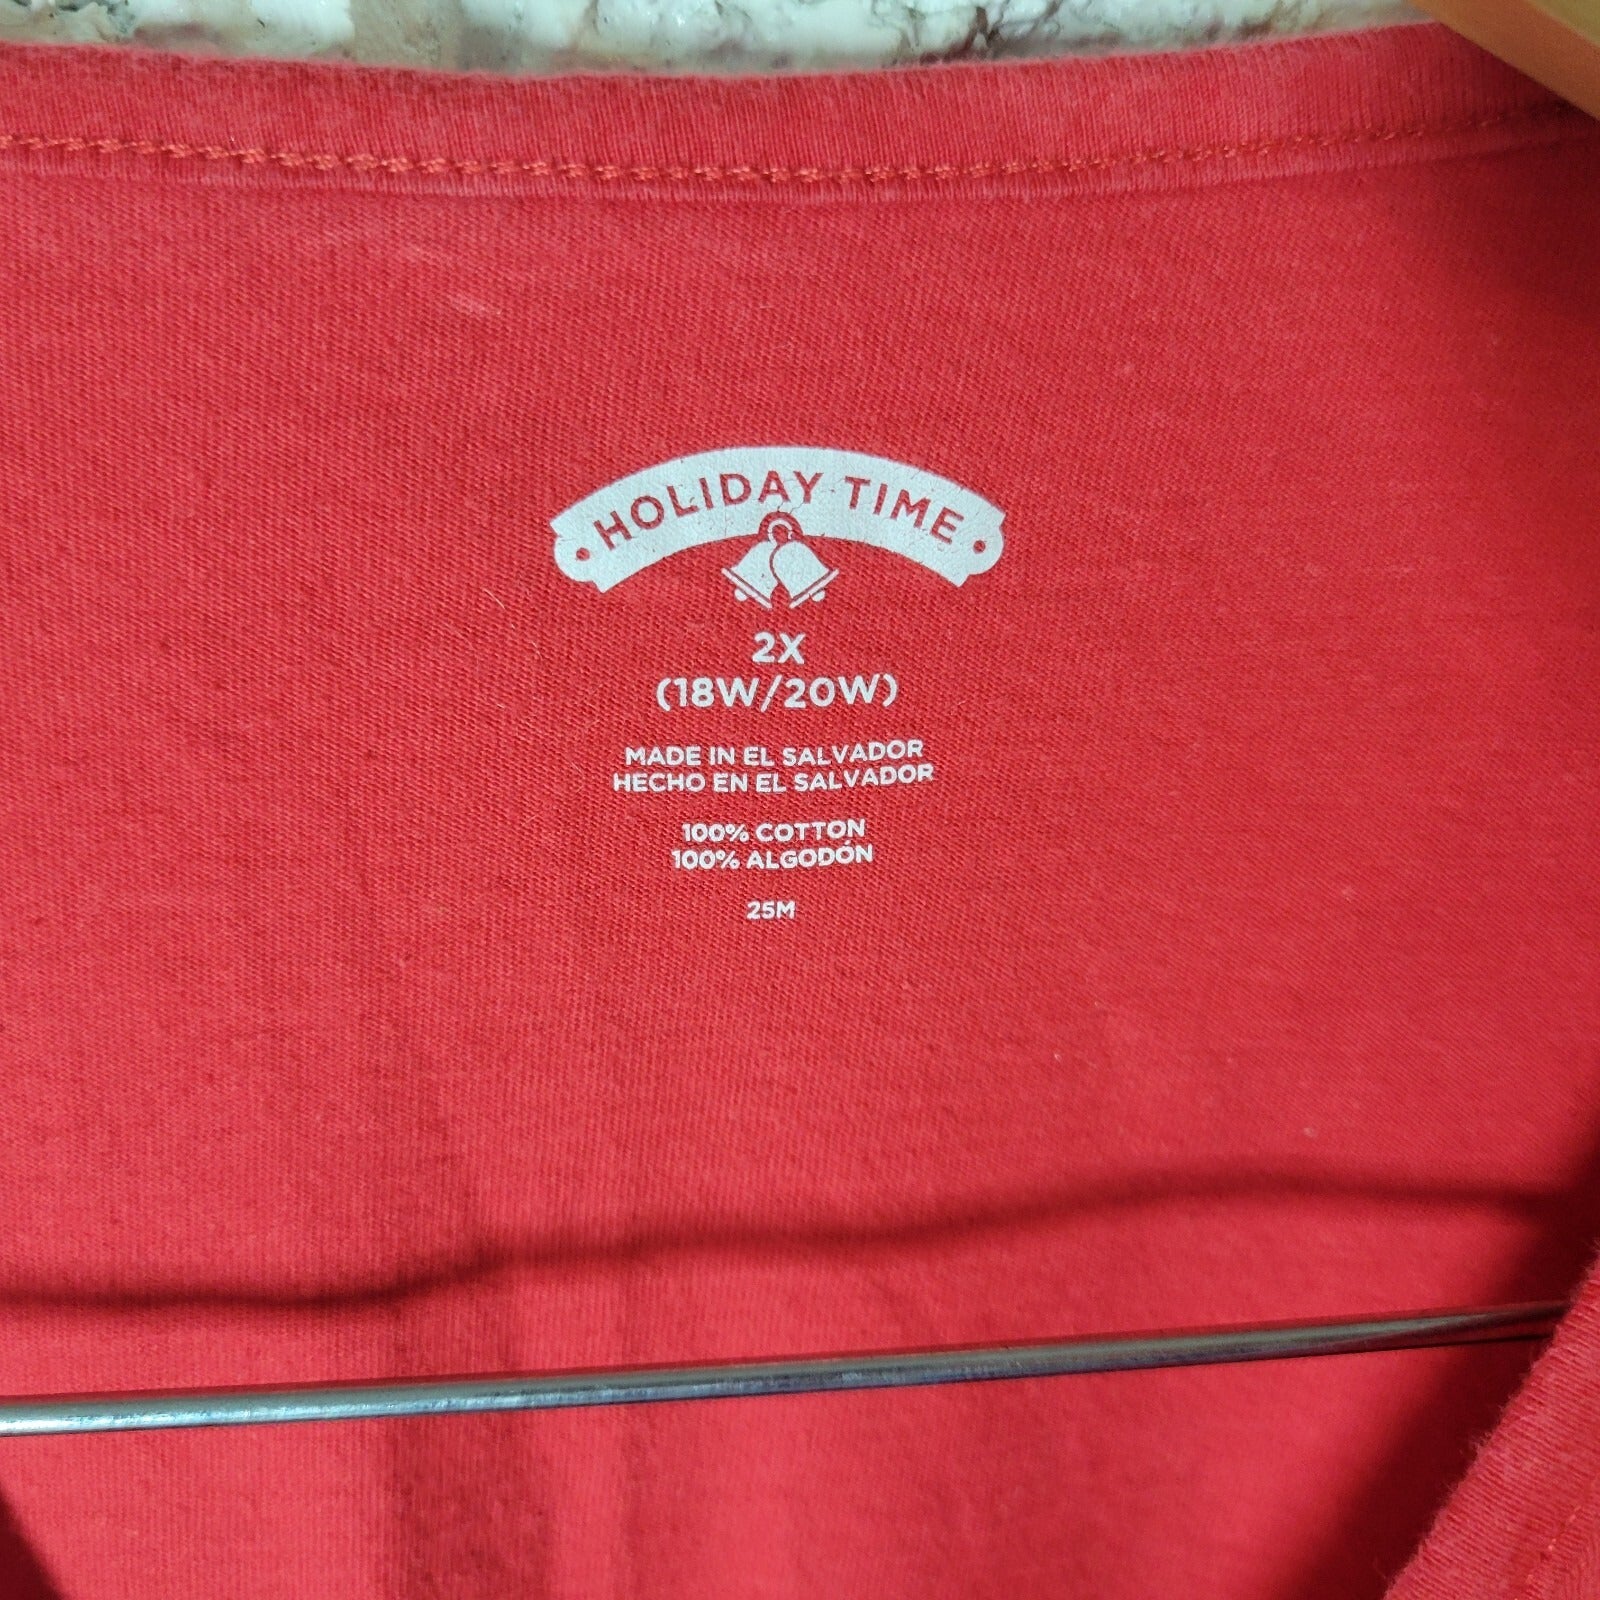 HOLIDAY TIME
2X
(18W/20W)
MADE IN EL SALVADOR
HECHO EN EL SALVADOR
100% COTTON
100% ALGODÓN
25M